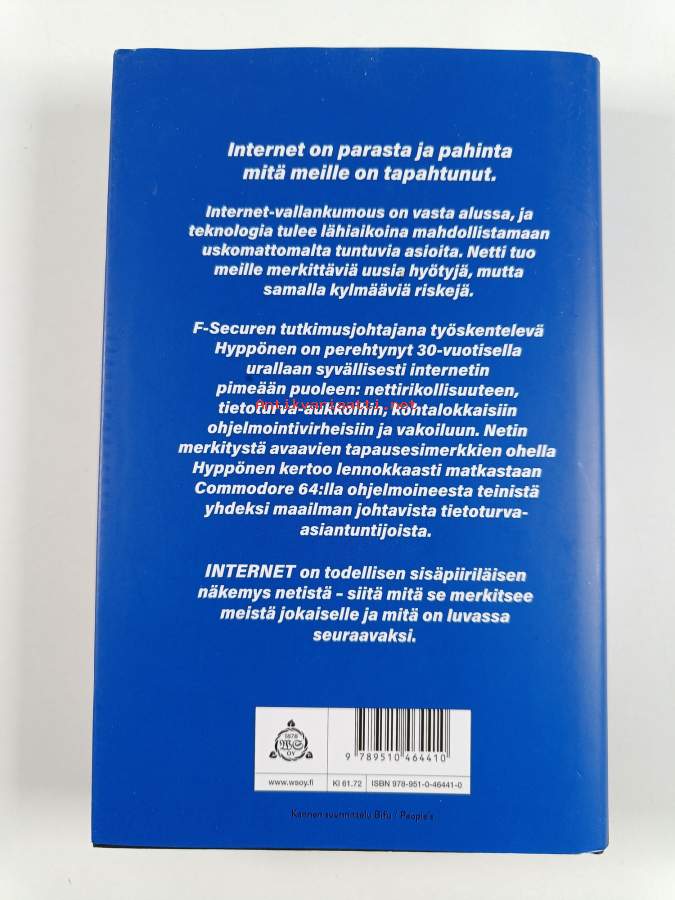 Internet on parasta ja pahinta
mitä meille on tapahtunut.
Internet-vallankumous on vasta alussa, ja
teknologia tulee lähiaikoina mahdollistamaan
uskomattomalta tuntuvia asioita. Netti tuo
meille merkittäviä uusia hyötyjä, mutta
samalla kylmääviä riskejä.
F-Securen tutkimusjohtajana työskentelevä
Hyppönen on perehtynyt 30-vuotisella
urallaan syvällisesti internetin
pimeään puoleen: nettirikollisuuteen,
Antikvariaatti.net
tietoturva-aukkoihin, kohtalokkaisiin
ohjelmointivirheisiin ja vakoiluun. Netin
merkitystä avaavien tapausesimerkkien ohella
Hyppönen kertoo lennokkaasti matkastaan
Commodore 64:lla ohjelmoineesta teinistä
yhdeksi maailman johtavista tietoturva-
asiantuntijoista.
INTERNET on todellisen sisäpiiriläisen
näkemys netistä – siitä mitä se merkitsee
meistä jokaiselle ja mitä on luvassa
seuraavaksi.
1878
WS
OY
9 789510 464410
www.wsoy.fi
Kl 61.72
ISBN 978-951-0-46441-0
Kannen suunnittelu Bifu / People's